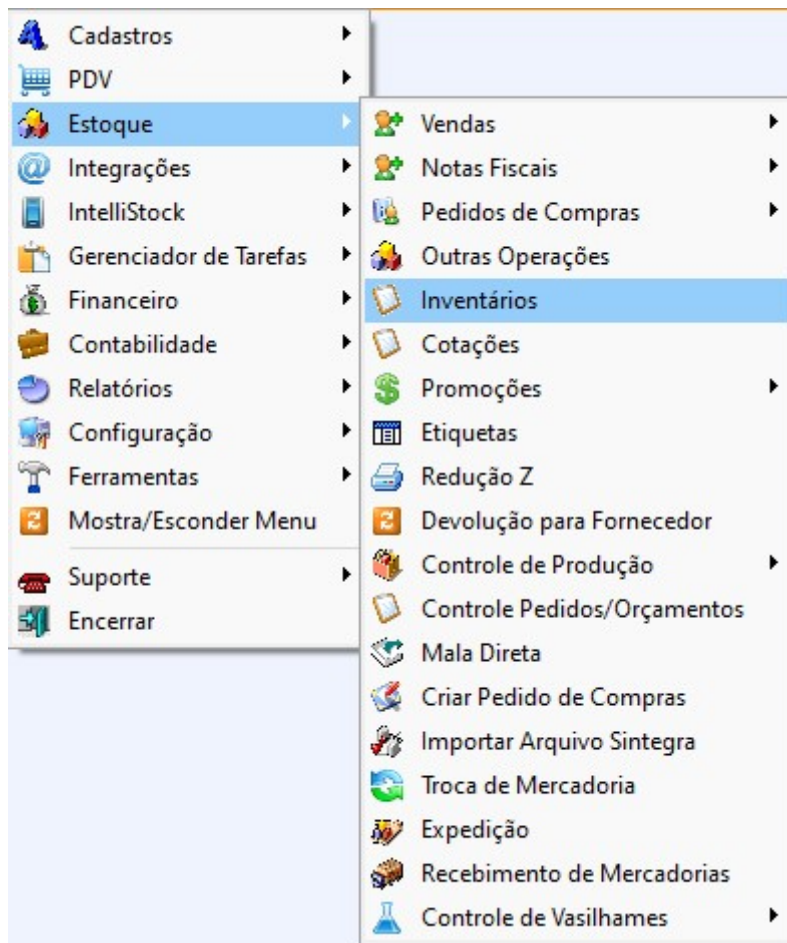 Cadastros
PDV
Estoque
Integrações
IntelliStock
Gerenciador de Tarefas
Financeiro
Contabilidade
Relatórios
Configuração
Ferramentas
Mostra/Esconder Menu
Suporte
Encerrar
Vendas
Notas Fiscais
Pedidos de Compras
Outras Operações
Inventários
Cotações
Promoções
Etiquetas
Redução Z
Devolução para Fornecedor
Controle de Produção
Controle Pedidos/Orçamentos
Mala Direta
Criar Pedido de Compras
Importar Arquivo Sintegra
Troca de Mercadoria
Expedição
Recebimento de Mercadorias
Controle de Vasilhames